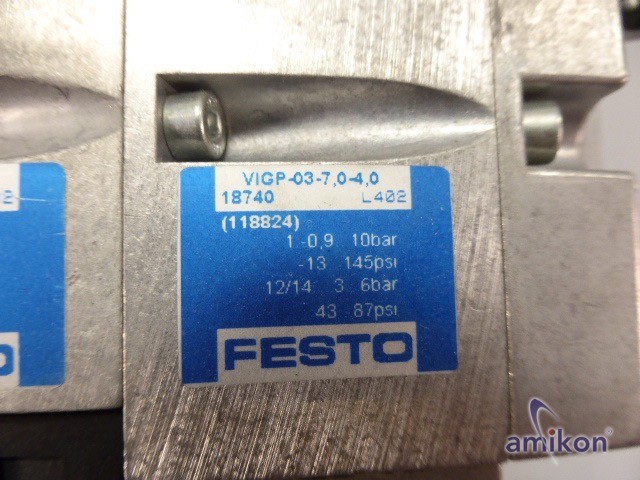 VIGP-03-7,0-4,0
18740 L402
(118824)
1 -0,9 10bar
-13 145psi
12/14 3 6bar
43 87psi
FESTO
amikon